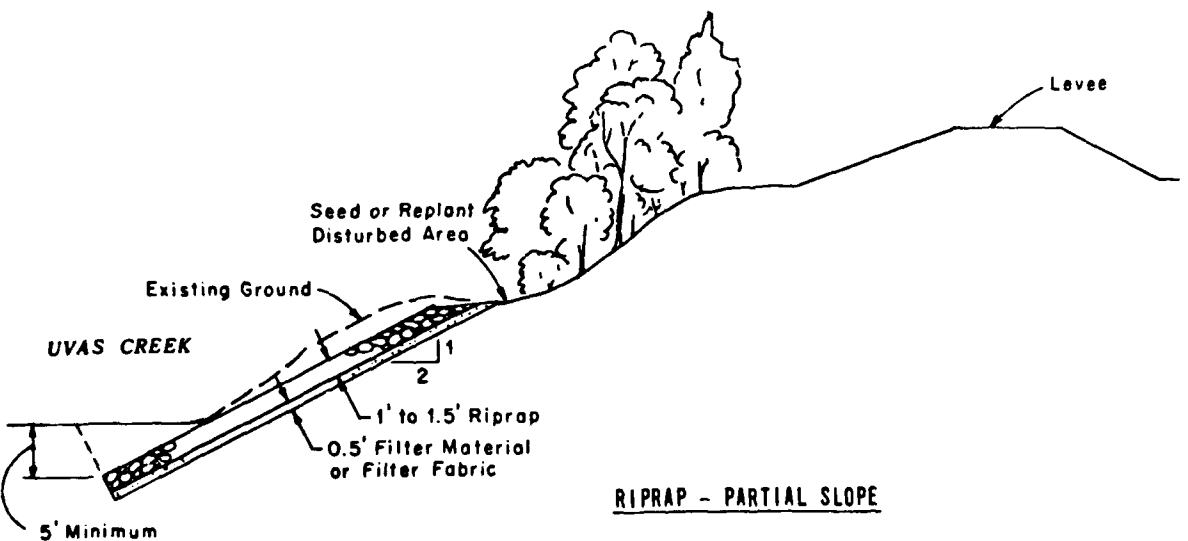 Levee
Seed or Replant
Disturbed Area
Existing Ground
UVAS CREEK
1
2
1' to 1.5' Riprap
0.5' Filter Material
or Filter Fabric
RIPRAP - PARTIAL SLOPE
5' Minimum